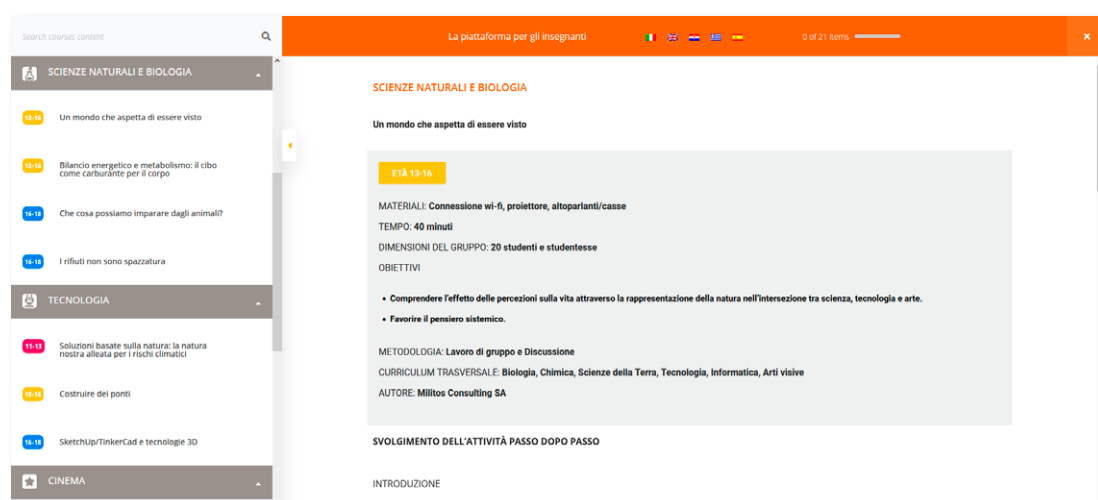 Search courses content
La piattaforma per gli insegnanti
0 of 21 items
SCIENZE NATURALI E BIOLOGIA
13-16
Un mondo che aspetta di essere visto
13-16
Bilancio energetico e metabolismo: il cibo
come carburante per il corpo
16-18
Che cosa possiamo imparare dagli animali?
16-18
I rifiuti non sono spazzatura
TECNOLOGIA
11-13
Soluzioni basate sulla natura: la natura
nostra alleata per i rischi climatici
13-16
Costruire dei ponti
16-18
SketchUp/TinkerCad e tecnologie 3D
CINEMA
SCIENZE NATURALI E BIOLOGIA
Un mondo che aspetta di essere visto
ETÀ 13-16
MATERIALI: Connessione wi-fi, proiettore, altoparlanti/casse
TEMPO: 40 minuti
DIMENSIONI DEL GRUPPO: 20 studenti e studentesse
OBIETTIVI
• Comprendere l'effetto delle percezioni sulla vita attraverso la rappresentazione della natura nell'intersezione tra scienza, tecnologia e arte.
• Favorire il pensiero sistemico.
METODOLOGIA: Lavoro di gruppo e Discussione
CURRICULUM TRASVERSALE: Biologia, Chimica, Scienze della Terra, Tecnologia, Informatica, Arti visive
AUTORE: Militos Consulting SA
SVOLGIMENTO DELL'ATTIVITÀ PASSO DOPO PASSO
INTRODUZIONE